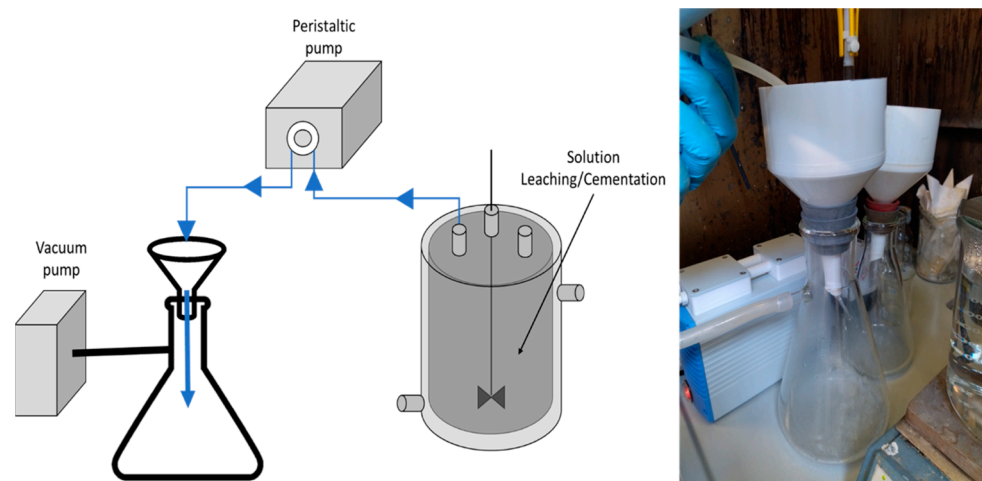 Peristaltic
pump
Solution
Leaching/Cementation
Vacuum
pump